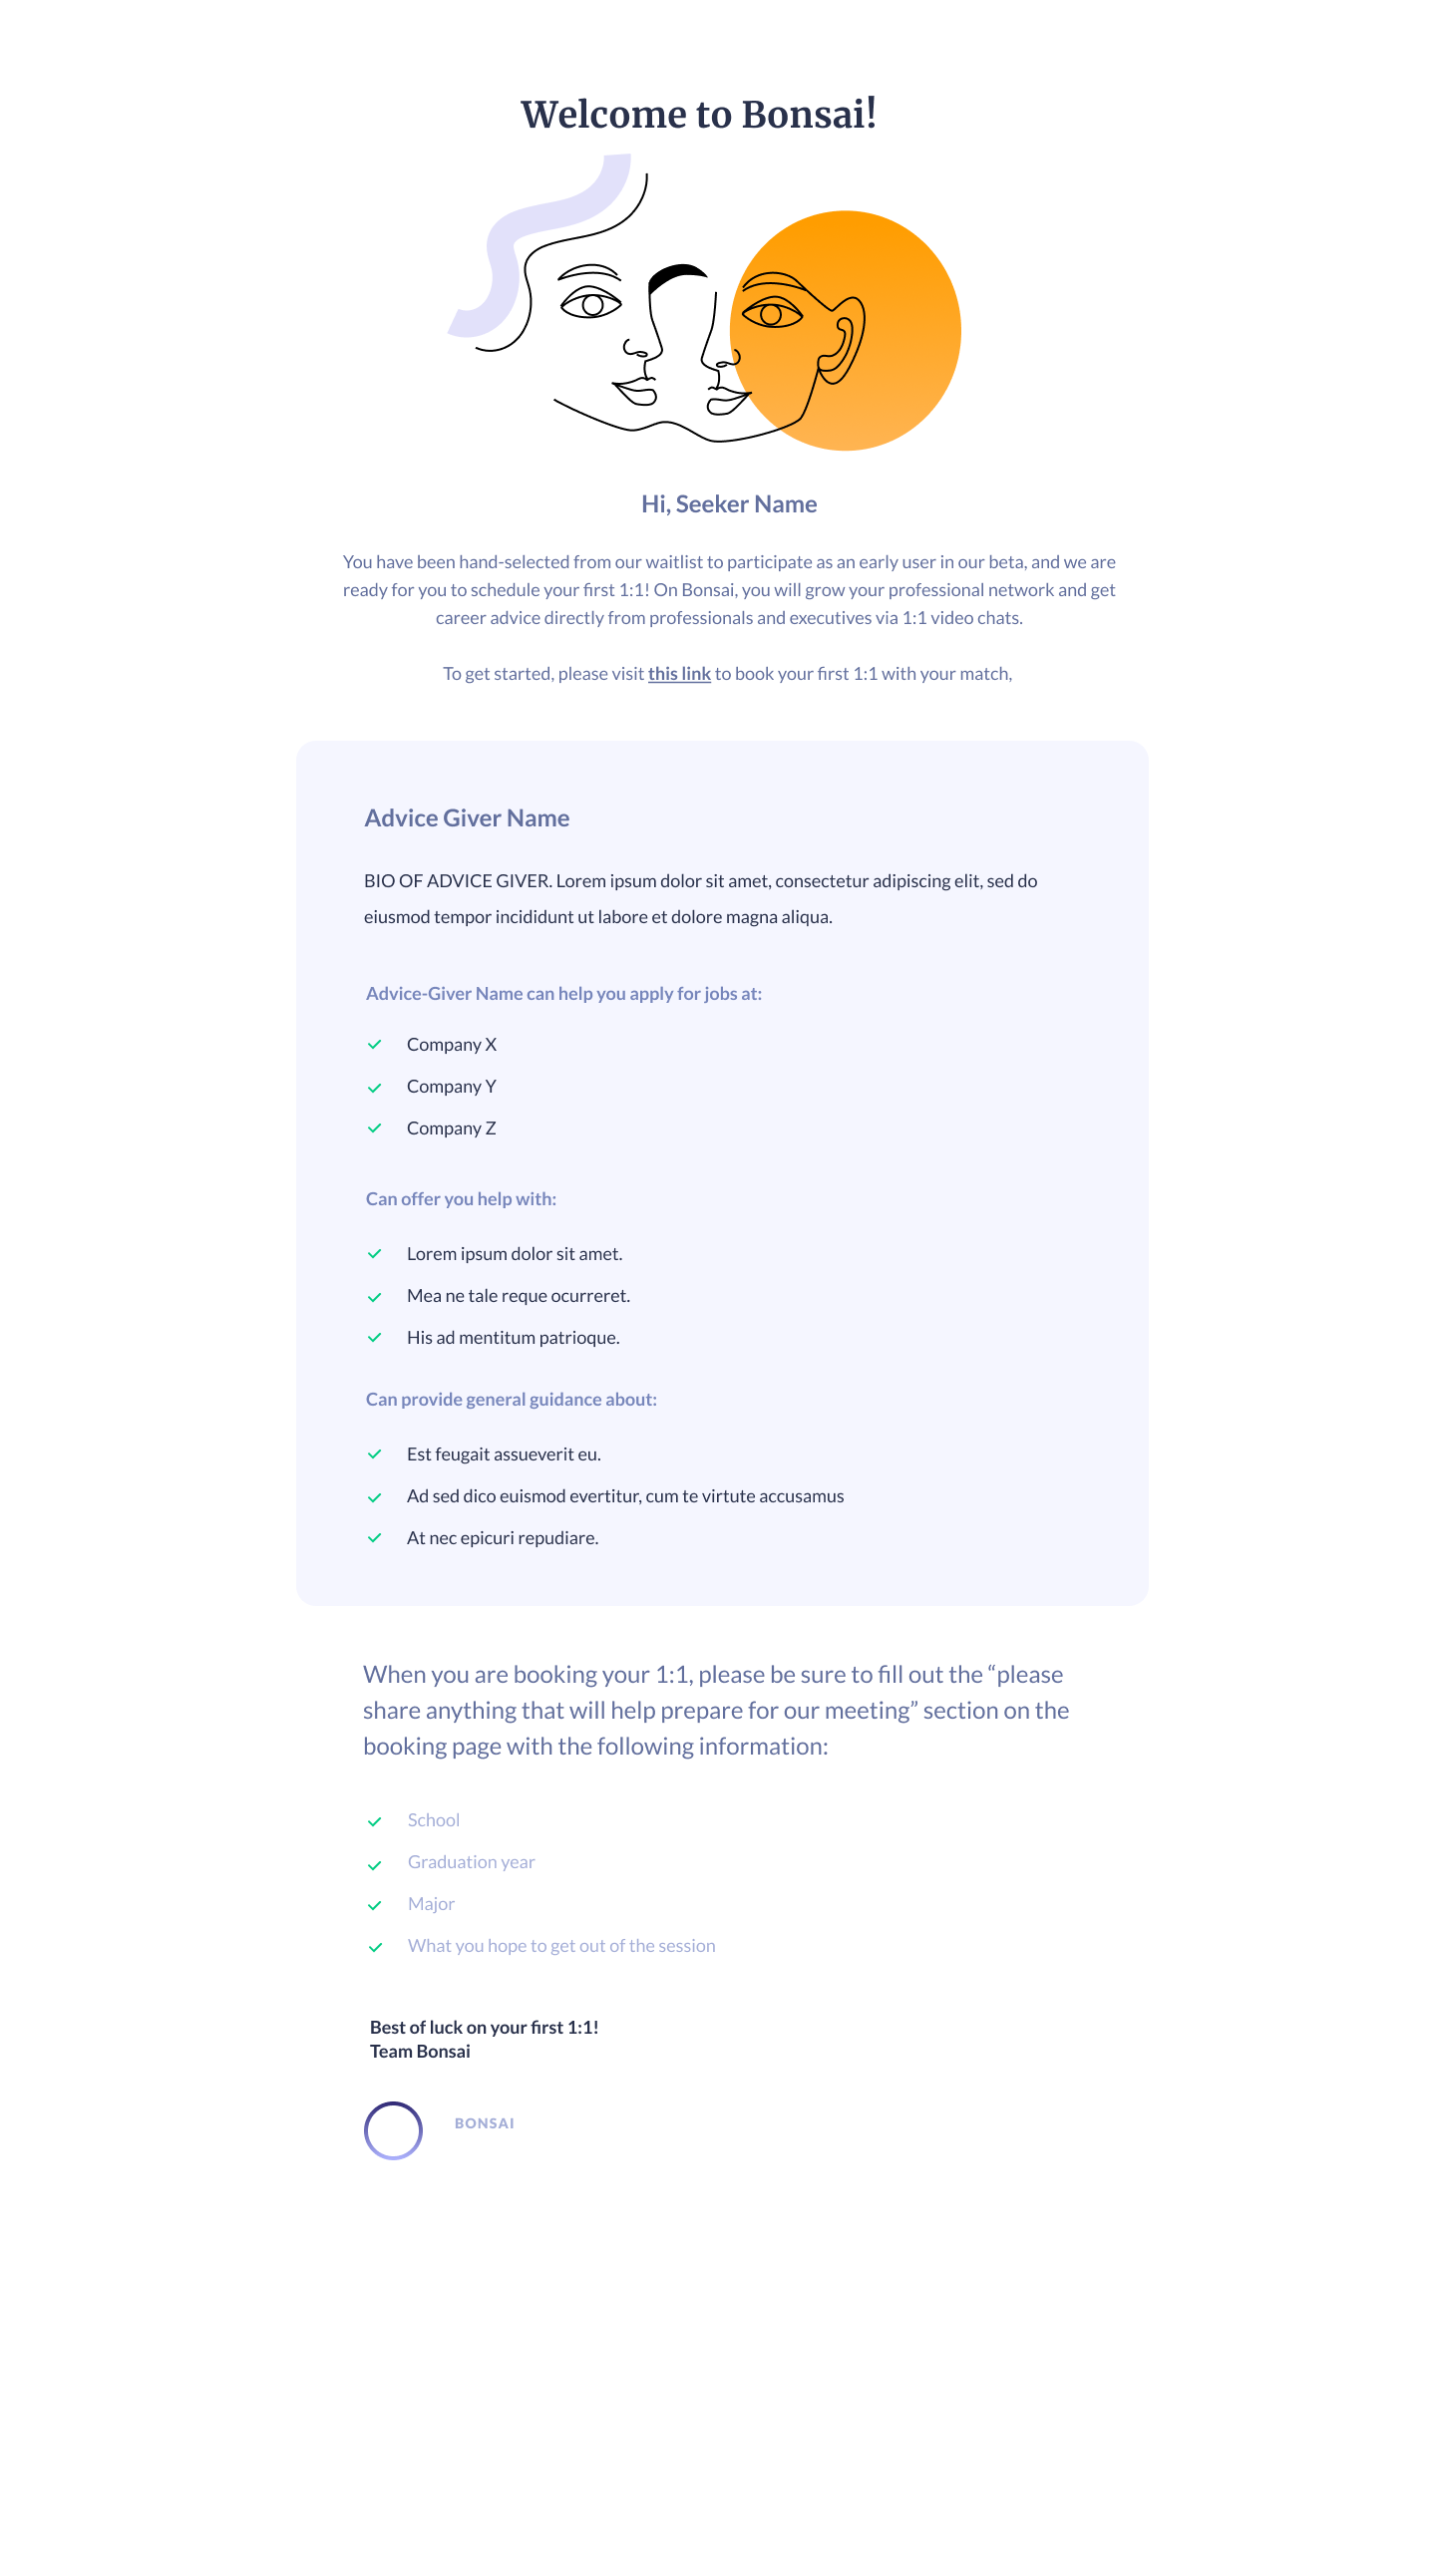 Welcome to Bonsai!
Hi, Seeker Name
You have been hand-selected from our waitlist to participate as an early user in our beta, and we are
ready for you to schedule your first 1:1! On Bonsai, you will grow your professional network and get
career advice directly from professionals and executives via 1:1 video chats.
To get started, please visit this link to book your first 1:1 with your match,
Advice Giver Name
BIO OF ADVICE GIVER. Lorem ipsum dolor sit amet, consectetur adipiscing elit, sed do
eiusmod tempor incididunt ut labore et dolore magna aliqua.
Advice-Giver Name can help you apply for jobs at:
Company X
Company Y
Company Z
Can offer you help with:
Lorem ipsum dolor sit amet.
Mea ne tale reque ocurreret.
His ad mentitum patrioque.
Can provide general guidance about:
Est feugait assueverit eu.
Ad sed dico euismod evertitur, cum te virtute accusamus
At nec epicuri repudiare.
When you are booking your 1:1, please be sure to fill out the “please
share anything that will help prepare for our meeting” section on the
booking page with the following information:
School
Graduation year
Major
What you hope to get out of the session
Best of luck on your first 1:1!
Team Bonsai
BONSAI